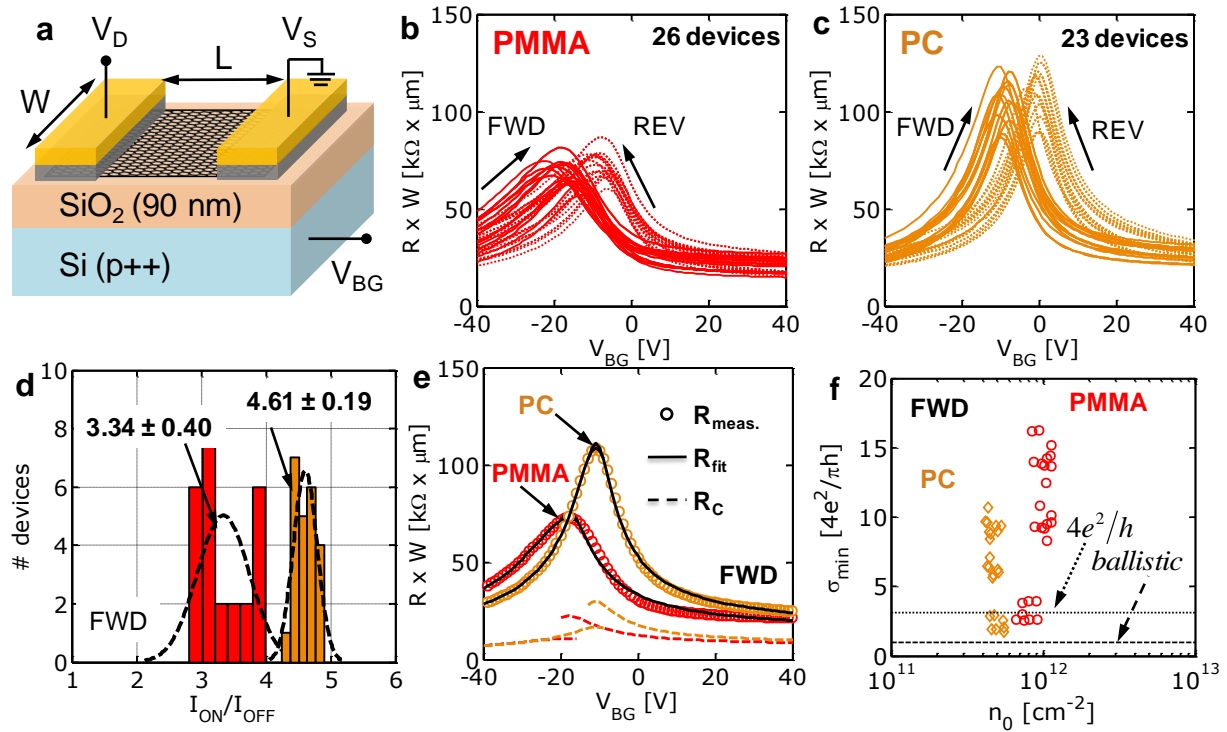 a
V_D
V_S
L
W
SiO₂ (90 nm)
Si (p++)
V_BG
b
PMMA
26 devices
FWD
REV
R x W [kΩ x μm]
150
100
50
0
-40 -20 0 20 40
V_BG [V]
c
PC
23 devices
FWD
REV
R x W [kΩ x μm]
150
100
50
0
-40 -20 0 20 40
V_BG [V]
d
4.61 ± 0.19
3.34 ± 0.40
FWD
# devices
10
8
6
4
2
0
1 2 3 4 5 6
I_ON/I_OFF
e
PC
PMMA
R_meas.
R_fit
R_C
FWD
R x W [kΩ x μm]
150
100
50
0
-40 -20 0 20 40
V_BG [V]
f
FWD
PMMA
PC
4e²/h
ballistic
σ_min [4e²/πh]
20
15
10
5
0
10¹¹ 10¹² 10¹³
n₀ [cm⁻²]